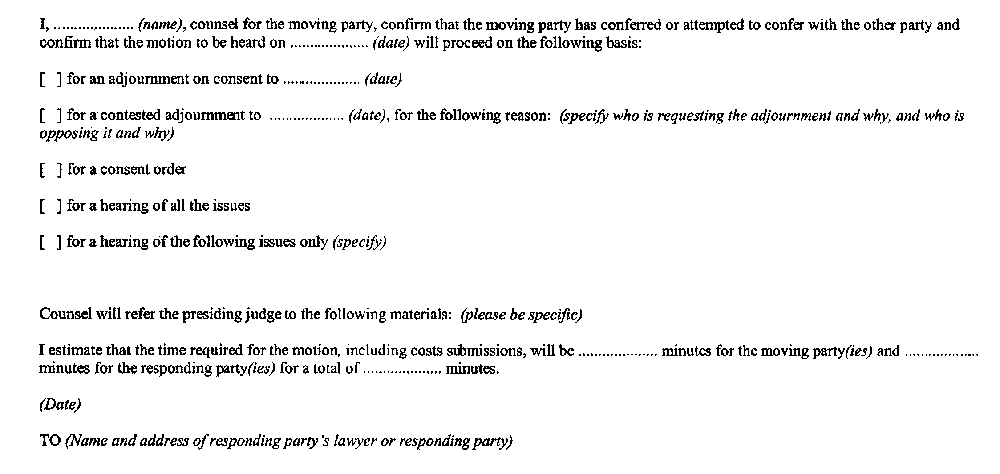 I, .................... (name), counsel for the moving party, confirm that the moving party has conferred or attempted to confer with the other party and
confirm that the motion to be heard on .................... (date) will proceed on the following basis:
[ ] for an adjournment on consent to .................... (date)
[ ] for a contested adjournment to ................... (date), for the following reason: (specify who is requesting the adjournment and why, and who is
opposing it and why)
[ ] for a consent order
[ ] for a hearing of all the issues
[ ] for a hearing of the following issues only (specify)
Counsel will refer the presiding judge to the following materials: (please be specific)
I estimate that the time required for the motion, including costs submissions, will be .................... minutes for the moving party(ies) and ...................
minutes for the responding party(ies) for a total of .................... minutes.
(Date)
TO (Name and address of responding party's lawyer or responding party)